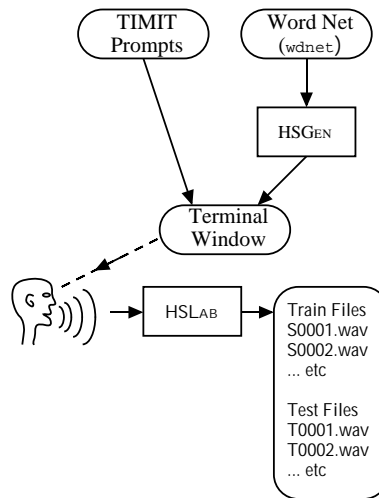 TIMIT
Prompts
Word Net
(wdnet)
HSGEN
Terminal
Window
HSLAB
Train Files
S0001.wav
S0002.wav
... etc
Test Files
T0001.wav
T0002.wav
... etc